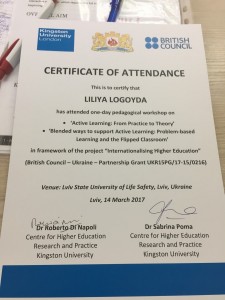 Kingston
University
London
BRITISH
COUNCIL
CERTIFICATE OF ATTENDANCE
This is to certify that
LILIYA LOGOYDA
has attended one-day pedagogical workshop on
• 'Active Learning: From Practice to Theory'
• 'Blended ways to support Active Learning: Problem-based
Learning and the Flipped Classroom'
in framework of the project "Internationalising Higher Education"
(British Council – Ukraine – Partnership Grant UKR15PG/17-15/0216)
Venue: Lviv State University of Life Safety, Lviv, Ukraine
Lviv, 14 March 2017
Dr Roberto Di Napoli
Centre for Higher Education
Research and Practice
Kingston University
Dr Sabrina Poma
Centre for Higher Education
Research and Practice
Kingston University